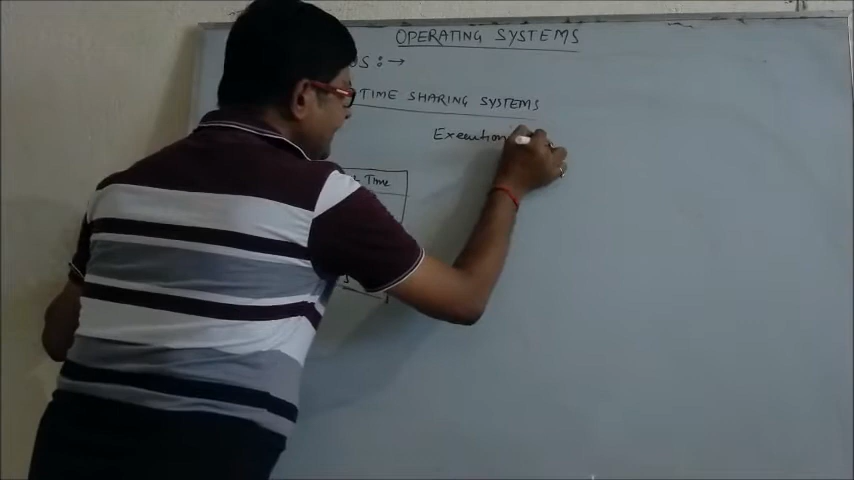 OPERATING SYSTEMS
OS :→
TIME SHARING SYSTEMS
Execution
Time